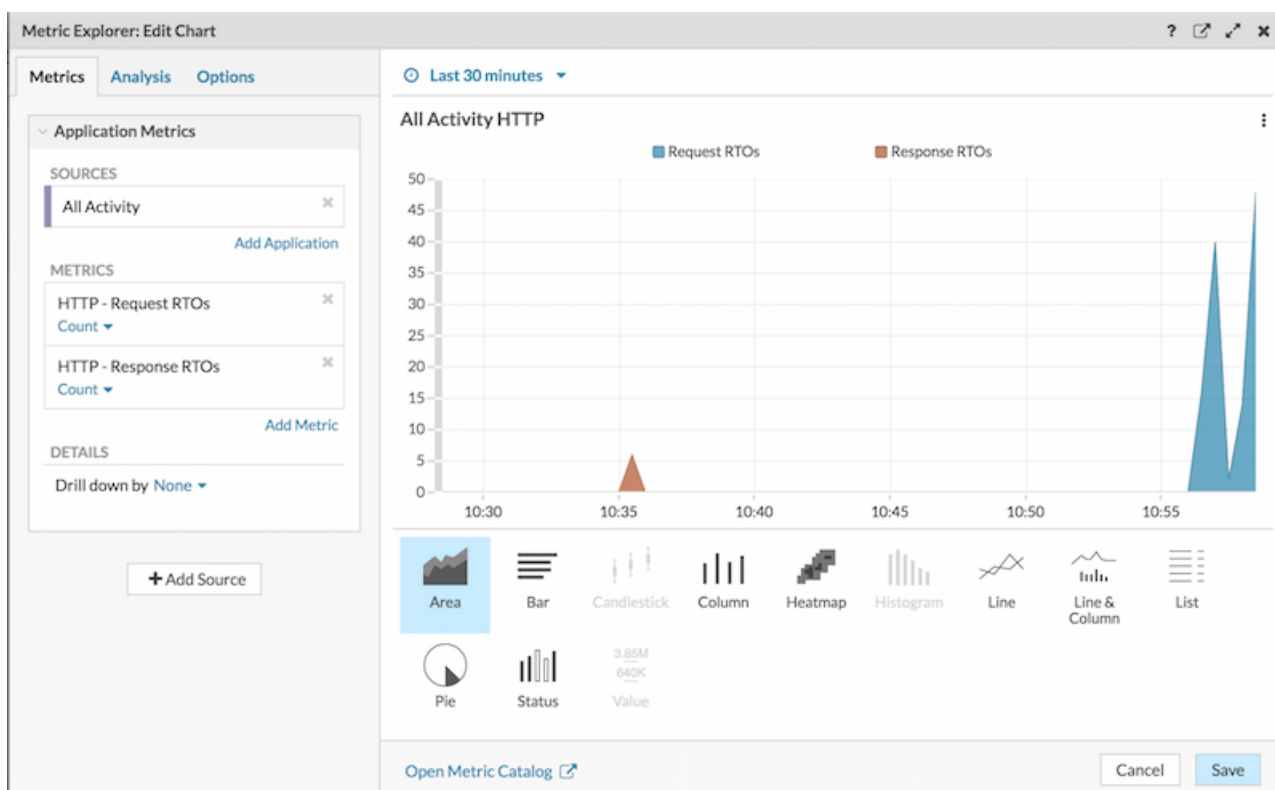 Metric Explorer: Edit Chart
?
Metrics
Analysis
Options
Last 30 minutes
Application Metrics
SOURCES
All Activity
Add Application
METRICS
HTTP - Request RTOs
Count
HTTP - Response RTOs
Count
Add Metric
DETAILS
Drill down by None
+ Add Source
All Activity HTTP
Request RTOs
Response RTOs
50
45
40
35
30
25
20
15
10
5
0
10:30
10:35
10:40
10:45
10:50
10:55
Area
Bar
Candlestick
Column
Heatmap
Histogram
Line
Line &
Column
List
Pie
Status
3.85M
640K
Value
Open Metric Catalog
Cancel
Save